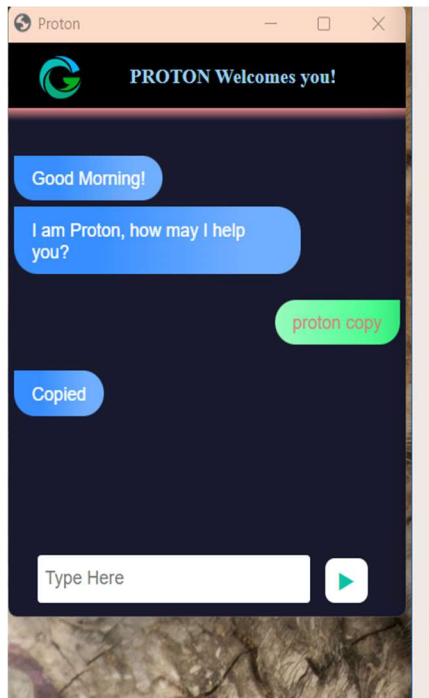 Proton
PROTON Welcomes you!
Good Morning!
I am Proton, how may I help
you?
proton copy
Copied
Type Here